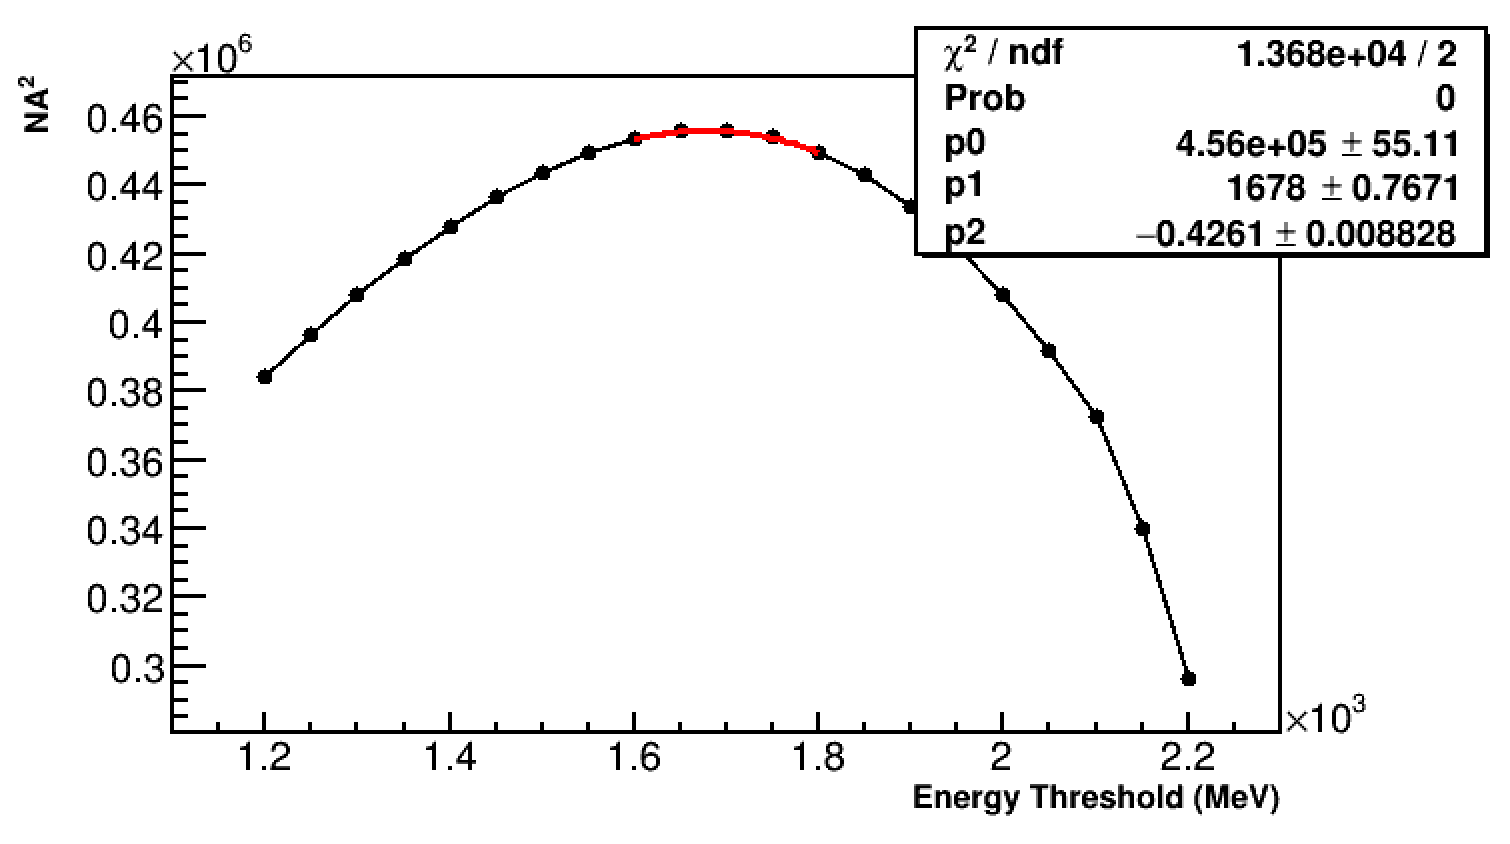 ×10⁶
NA²
χ² / ndf 1.368e+04 / 2
Prob 0
p0 4.56e+05 ± 55.11
p1 1678 ± 0.7671
p2 −0.4261 ± 0.008828
0.46
0.44
0.42
0.4
0.38
0.36
0.34
0.32
0.3
1.2 1.4 1.6 1.8 2 2.2
×10³
Energy Threshold (MeV)